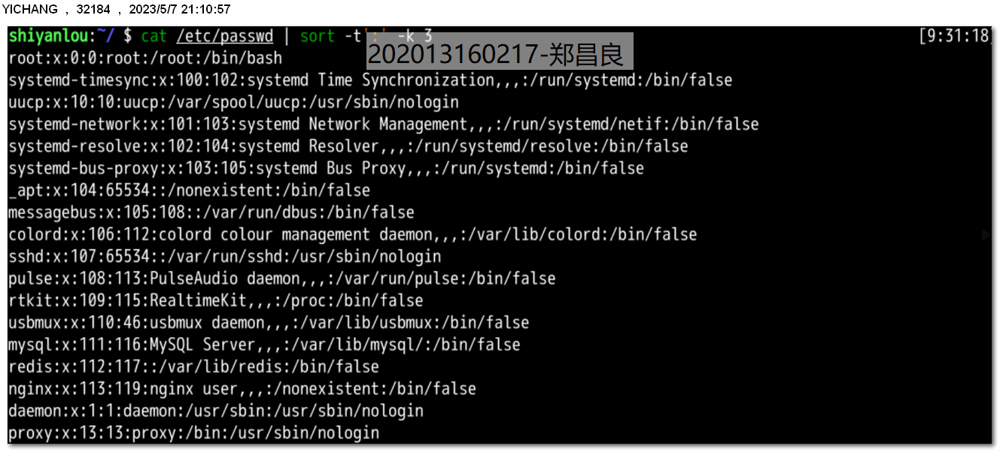 YICHANG , 32184 , 2023/5/7 21:10:57
shiyanlou:~/ $ cat /etc/passwd | sort -t':' -k 3 [9:31:18]
202013160217-郑昌良
root:x:0:0:root:/root:/bin/bash
systemd-timesync:x:100:102:systemd Time Synchronization,,,:/run/systemd:/bin/false
uucp:x:10:10:uucp:/var/spool/uucp:/usr/sbin/nologin
systemd-network:x:101:103:systemd Network Management,,,:/run/systemd/netif:/bin/false
systemd-resolve:x:102:104:systemd Resolver,,,:/run/systemd/resolve:/bin/false
systemd-bus-proxy:x:103:105:systemd Bus Proxy,,,:/run/systemd:/bin/false
_apt:x:104:65534::/nonexistent:/bin/false
messagebus:x:105:108::/var/run/dbus:/bin/false
colord:x:106:112:colord colour management daemon,,,:/var/lib/colord:/bin/false
sshd:x:107:65534::/var/run/sshd:/usr/sbin/nologin
pulse:x:108:113:PulseAudio daemon,,,:/var/run/pulse:/bin/false
rtkit:x:109:115:RealtimeKit,,,:/proc:/bin/false
usbmux:x:110:46:usbmux daemon,,,:/var/lib/usbmux:/bin/false
mysql:x:111:116:MySQL Server,,,:/var/lib/mysql/:/bin/false
redis:x:112:117::/var/lib/redis:/bin/false
nginx:x:113:119:nginx user,,,:/nonexistent:/bin/false
daemon:x:1:1:daemon:/usr/sbin:/usr/sbin/nologin
proxy:x:13:13:proxy:/bin:/usr/sbin/nologin